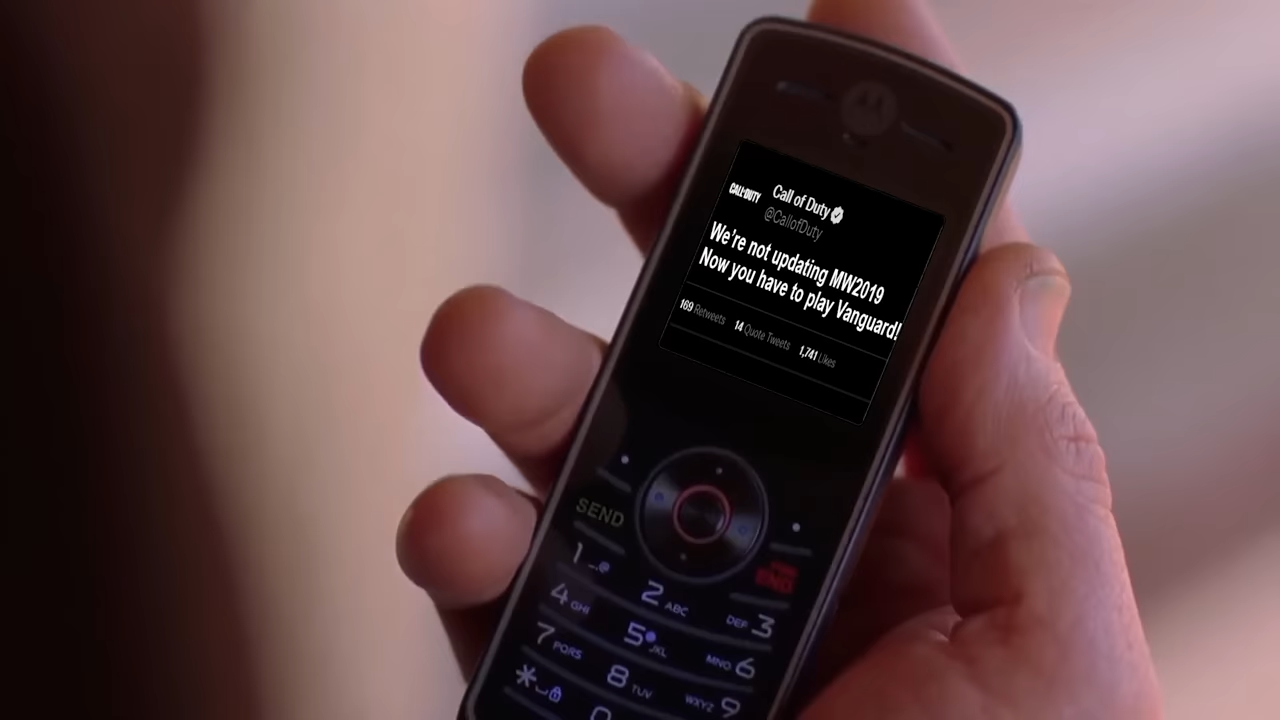 CALL·DUTY
Call of Duty
@CallofDuty
We're not updating MW2019
Now you have to play Vanguard!
169 Retweets 14 Quote Tweets 1,741 Likes
SEND
END
1 _.@
2 ABC
DEF 3
4 GHI
5 JKL
MNO 6
7 PQRS
8 TUV
WXYZ 9
*
0